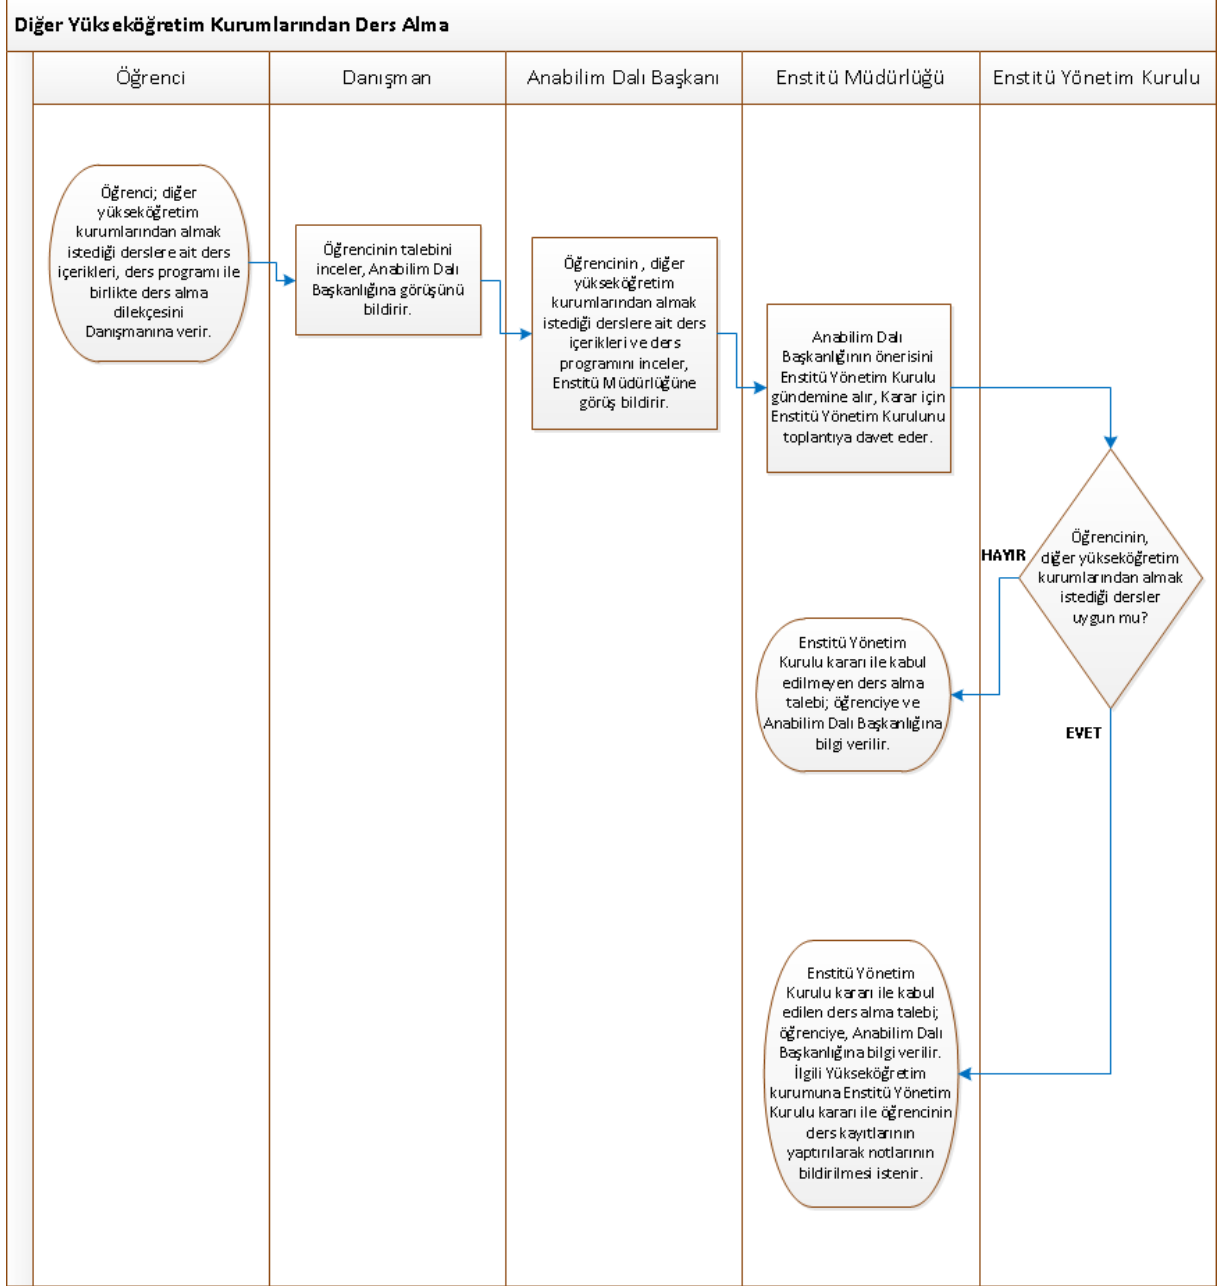 Diğer Yükseköğretim Kurumlarından Ders Alma
Öğrenci
Danışman
Anabilim Dalı Başkanı
Enstitü Müdürlüğü
Enstitü Yönetim Kurulu
Öğrenci; diğer
yükseköğretim
kurumlarından almak
istediği derslere ait ders
içerikleri, ders programı ile
birlikte ders alma
dilekçesini
Danışmanına verir.
Öğrencinin talebini
inceler, Anabilim Dalı
Başkanlığına görüşünü
bildirir.
Öğrencinin , diğer
yükseköğretim
kurumlarından almak
istediği derslere ait ders
içerikleri ve ders
programını inceler,
Enstitü Müdürlüğüne
görüş bildirir.
Anabilim Dalı
Başkanlığının önerisini
Enstitü Yönetim Kurulu
gündemine alır, Karar için
Enstitü Yönetim Kurulunu
toplantıya davet eder.
Öğrencinin,
diğer yükseköğretim
kurumlarından almak
istediği dersler
uygun mu?
HAYIR
Enstitü Yönetim
Kurulu kararı ile kabul
edilmeyen ders alma
talebi; öğrenciye ve
Anabilim Dalı Başkanlığına
bilgi verilir.
EVET
Enstitü Yönetim
Kurulu kararı ile kabul
edilen ders alma talebi;
öğrenciye, Anabilim Dalı
Başkanlığına bilgi verilir.
İlgili Yükseköğretim
kurumuna Enstitü Yönetim
Kurulu kararı ile öğrencinin
ders kayıtlarının
yaptırılarak notlarının
bildirilmesi istenir.